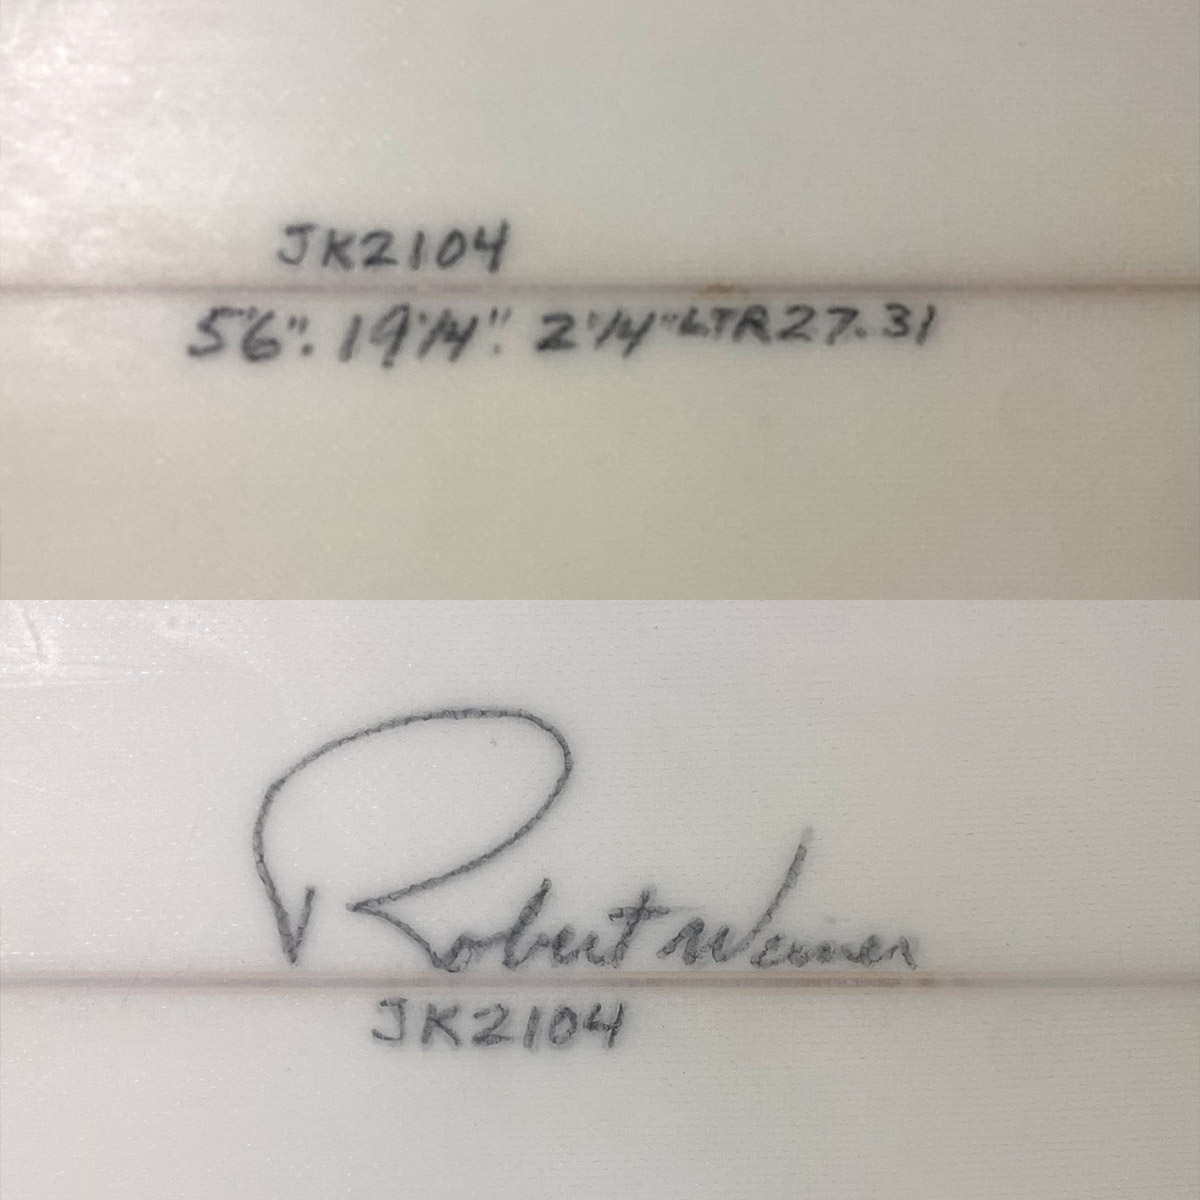 JK2104
5'6". 19 1/4". 2 1/4" LTR 27.31
Robert Weiner
JK2104